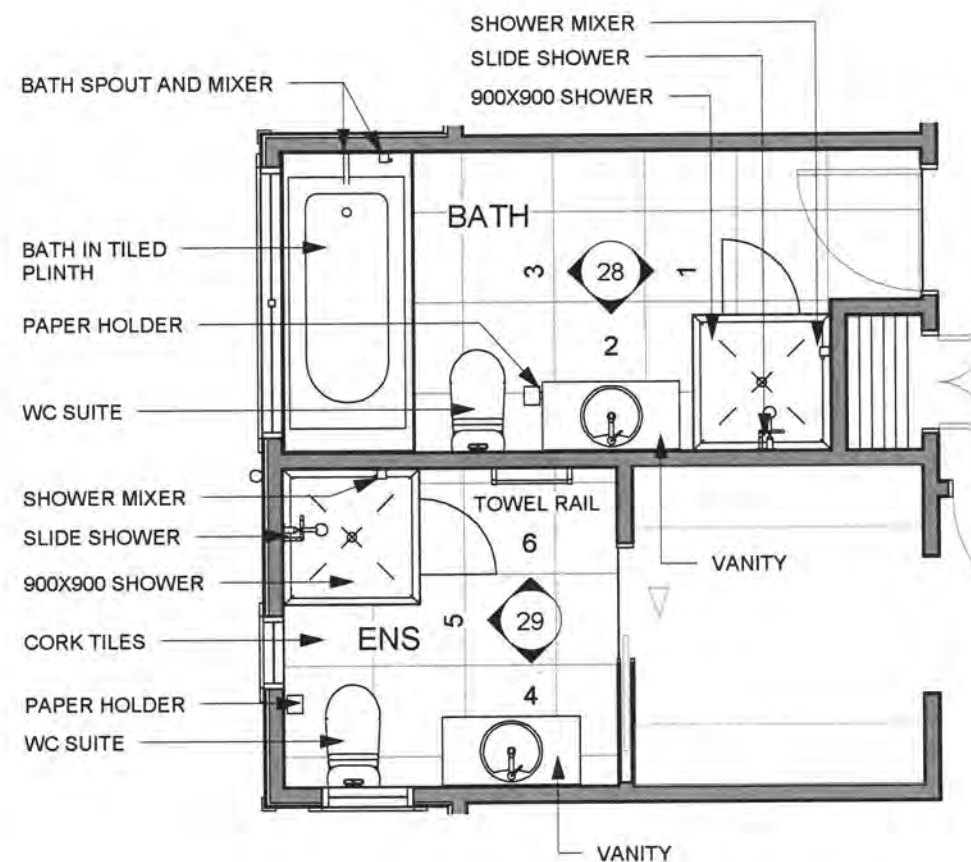 SHOWER MIXER
SLIDE SHOWER
900X900 SHOWER
BATH SPOUT AND MIXER
BATH
BATH IN TILED
PLINTH
3
28
1
PAPER HOLDER
2
WC SUITE
SHOWER MIXER
TOWEL RAIL
SLIDE SHOWER
6
VANITY
900X900 SHOWER
CORK TILES
ENS
5
29
PAPER HOLDER
4
WC SUITE
VANITY